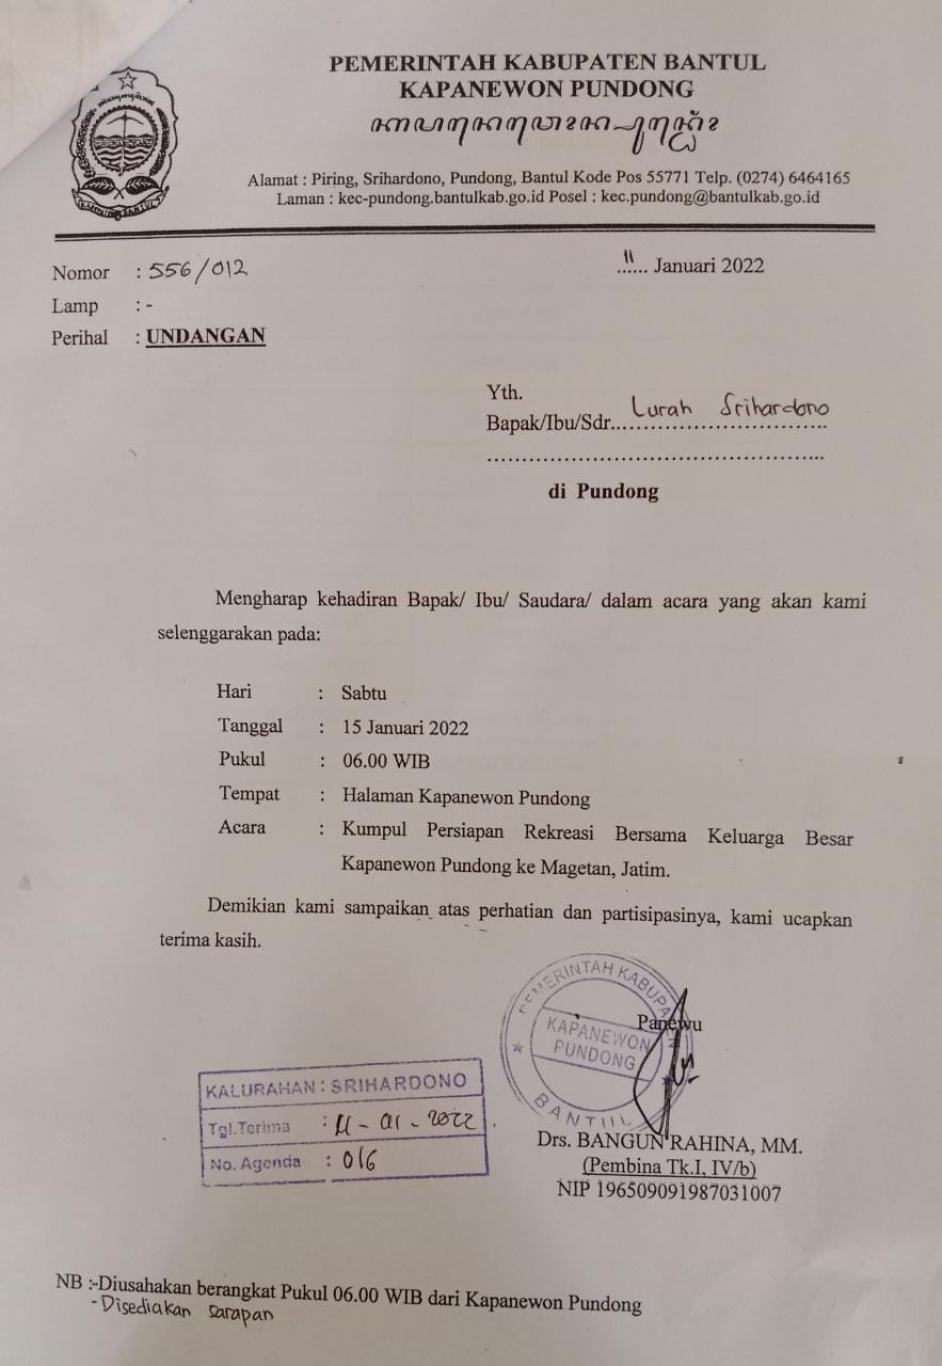 PEMERINTAH KABUPATEN BANTUL
KAPANEWON PUNDONG
ꦏꦥꦤꦺꦮꦺꦴꦤ꧀ꦥꦸꦤ꧀ꦝꦺꦴꦁ
Alamat : Piring, Srihardono, Pundong, Bantul Kode Pos 55771 Telp. (0274) 6464165
Laman : kec-pundong.bantulkab.go.id Posel : kec.pundong@bantulkab.go.id
Nomor : 556/012
11 Januari 2022
Lamp : -
Perihal : UNDANGAN
Yth.
Bapak/Ibu/Sdr. Lurah Srihardono
di Pundong
Mengharap kehadiran Bapak/ Ibu/ Saudara/ dalam acara yang akan kami
selenggarakan pada:
Hari : Sabtu
Tanggal : 15 Januari 2022
Pukul : 06.00 WIB
Tempat : Halaman Kapanewon Pundong
Acara : Kumpul Persiapan Rekreasi Bersama Keluarga Besar
Kapanewon Pundong ke Magetan, Jatim.
Demikian kami sampaikan atas perhatian dan partisipasinya, kami ucapkan
terima kasih.
PEMERINTAH KABUPATEN
KAPANEWON
PUNDONG
BANTUL
Panewu
KALURAHAN : SRIHARDONO
Tgl.Terima : 11 - 01 - 2022
No. Agenda : 016
Drs. BANGUN RAHINA, MM.
(Pembina Tk.I, IV/b)
NIP 196509091987031007
NB :-Diusahakan berangkat Pukul 06.00 WIB dari Kapanewon Pundong
- Disediakan sarapan